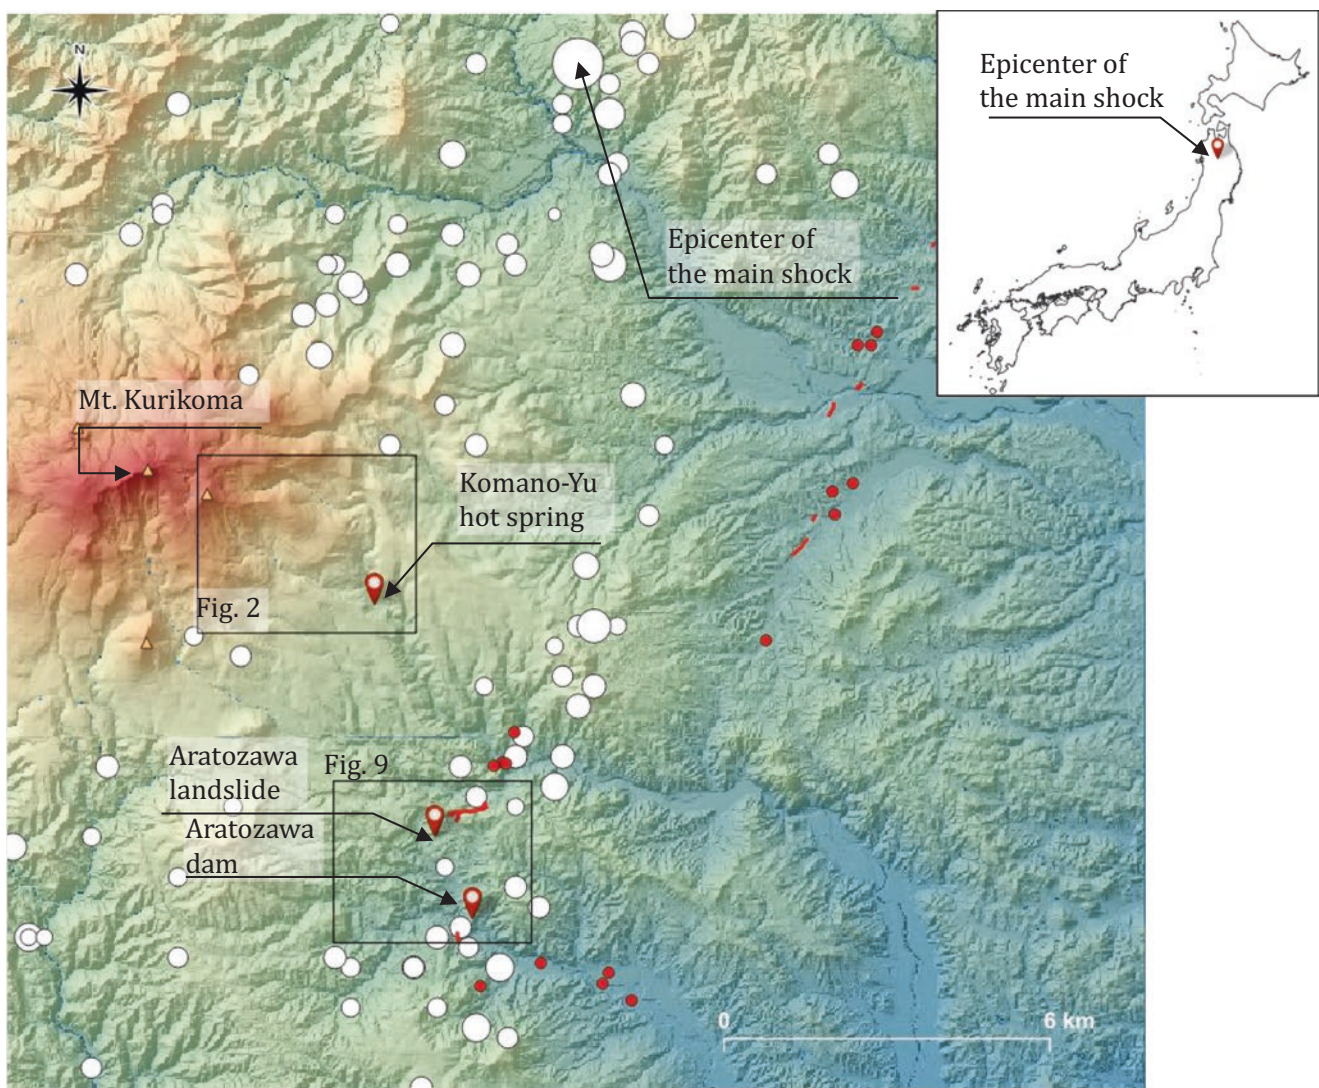 N
Epicenter of
the main shock
Epicenter of
the main shock
Mt. Kurikoma
Komano-Yu
hot spring
Fig. 2
Aratozawa
landslide
Fig. 9
Aratozawa
dam
0
6 km